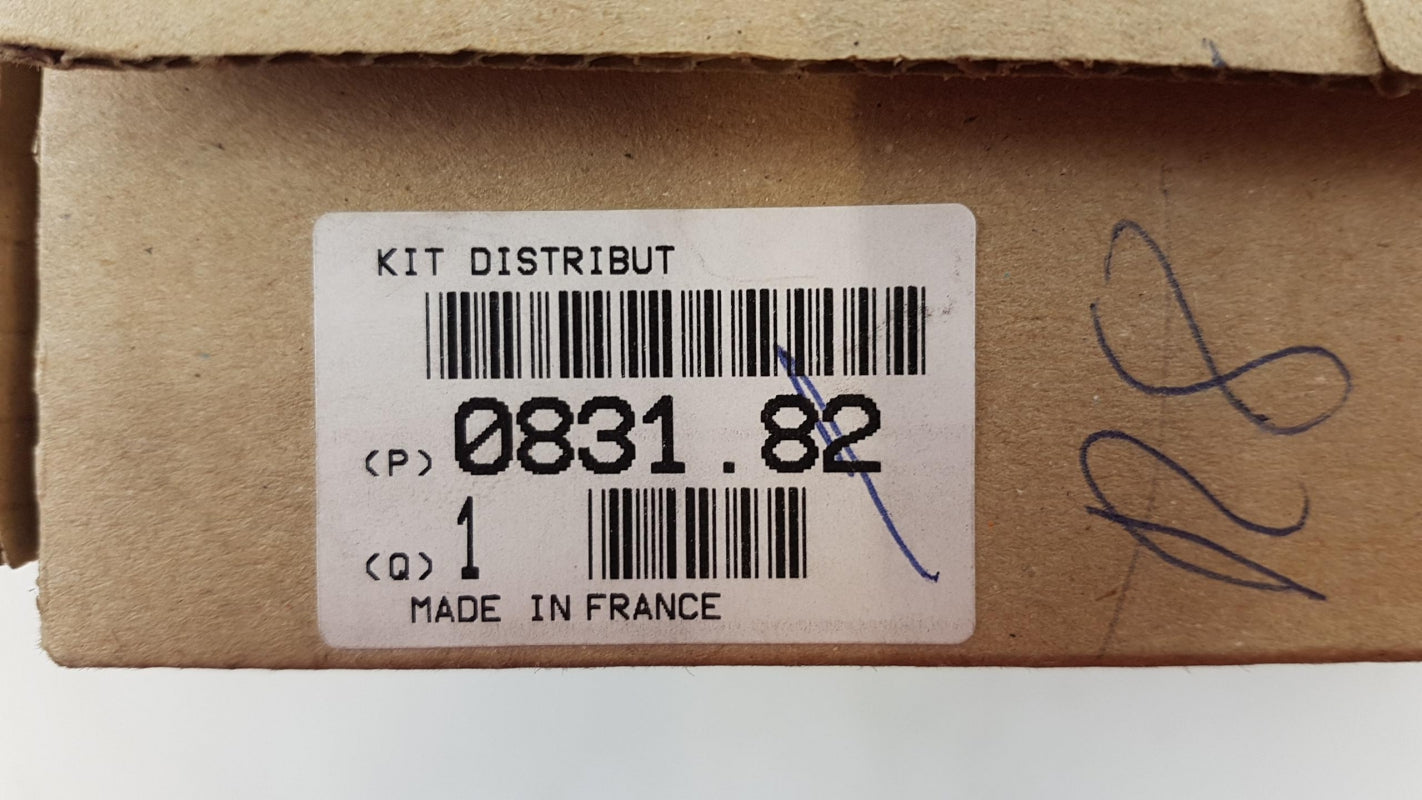 KIT DISTRIBUT
(P) 0831.82
(Q) 1
MADE IN FRANCE